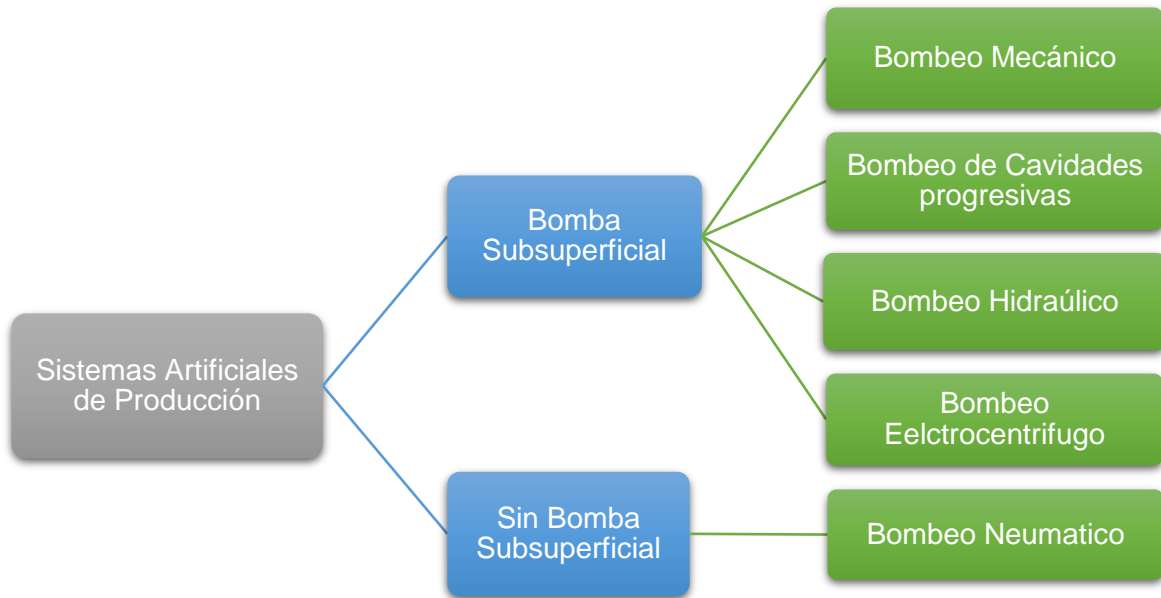 Sistemas Artificiales
de Producción
Bomba
Subsuperficial
Sin Bomba
Subsuperficial
Bombeo Mecánico
Bombeo de Cavidades
progresivas
Bombeo Hidraúlico
Bombeo
Eelctrocentrifugo
Bombeo Neumatico